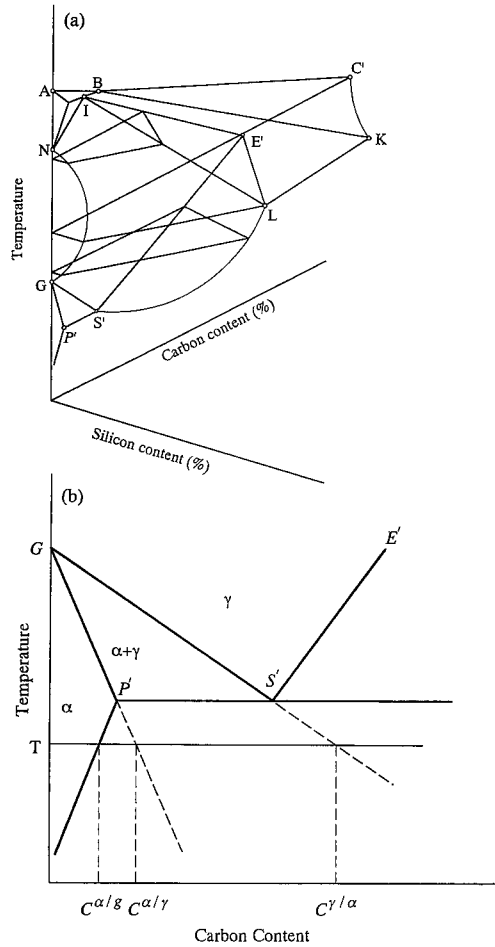 (a)
C'
A
B
I
K
E'
N
L
G
S'
P'
Temperature
Carbon content (%)
Silicon content (%)
(b)
G
E'
γ
α+γ
P'
S'
α
T
Temperature
C^α/g
C^α/γ
C^γ/α
Carbon Content